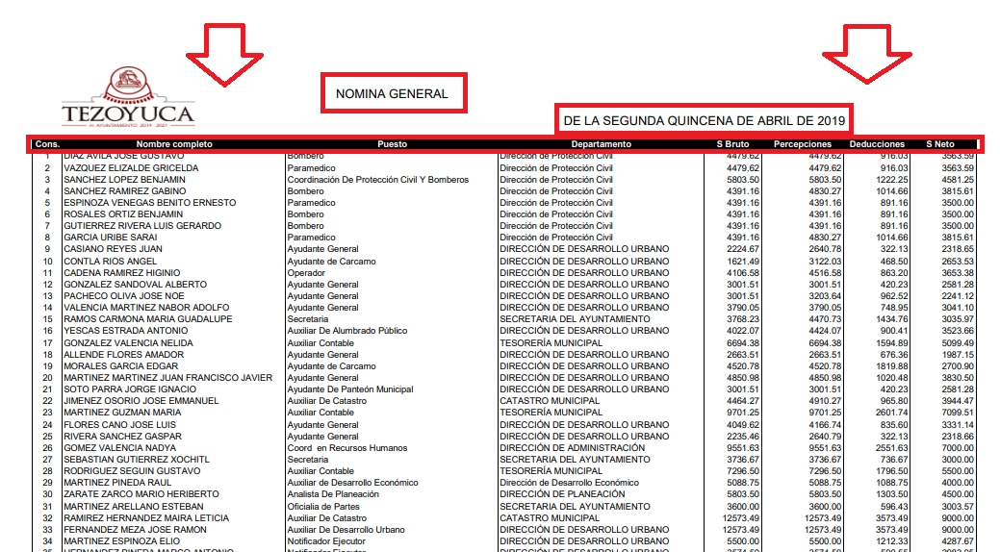 NOMINA GENERAL
TEZOYUCA
H. AYUNTAMIENTO 2019 - 2021
DE LA SEGUNDA QUINCENA DE ABRIL DE 2019
Cons. Nombre completo Puesto Departamento S Bruto Percepciones Deducciones S Neto
1 DIAZ AVILA JOSE GUSTAVO Bombero Dirección de Protección Civil 4479.62 4479.62 916.03 3563.59
2 VAZQUEZ ELIZALDE GRICELDA Paramedico Dirección de Protección Civil 4479.62 4479.62 916.03 3563.59
3 SANCHEZ LOPEZ BENJAMIN Coordinación De Protección Civil Y Bomberos Dirección de Protección Civil 5803.50 5803.50 1222.25 4581.25
4 SANCHEZ RAMIREZ GABINO Bombero Dirección de Protección Civil 4391.16 4830.27 1014.66 3815.61
5 ESPINOZA VENEGAS BENITO ERNESTO Paramedico Dirección de Protección Civil 4391.16 4391.16 891.16 3500.00
6 ROSALES ORTIZ BENJAMIN Bombero Dirección de Protección Civil 4391.16 4391.16 891.16 3500.00
7 GUTIERREZ RIVERA LUIS GERARDO Bombero Dirección de Protección Civil 4391.16 4391.16 891.16 3500.00
8 GARCIA URIBE SARAI Paramedico Dirección de Protección Civil 4391.16 4830.27 1014.66 3815.61
9 CASIANO REYES JUAN Ayudante General DIRECCIÓN DE DESARROLLO URBANO 2224.67 2640.78 322.13 2318.65
10 CONTLA RIOS ANGEL Ayudante de Carcamo DIRECCIÓN DE DESARROLLO URBANO 1621.49 3122.03 468.50 2653.53
11 CADENA RAMIREZ HIGINIO Operador DIRECCIÓN DE DESARROLLO URBANO 4106.58 4516.58 863.20 3653.38
12 GONZALEZ SANDOVAL ALBERTO Ayudante General DIRECCIÓN DE DESARROLLO URBANO 3001.51 3001.51 420.23 2581.28
13 PACHECO OLIVA JOSE NOE Ayudante General DIRECCIÓN DE DESARROLLO URBANO 3001.51 3203.64 962.52 2241.12
14 VALENCIA MARTINEZ NABOR ADOLFO Ayudante General DIRECCIÓN DE DESARROLLO URBANO 3790.05 3790.05 748.95 3041.10
15 RAMOS CARMONA MARIA GUADALUPE Secretaria SECRETARIA DEL AYUNTAMIENTO 3768.23 4470.73 1434.76 3035.97
16 YESCAS ESTRADA ANTONIO Auxiliar De Alumbrado Público DIRECCIÓN DE DESARROLLO URBANO 4022.07 4424.07 900.41 3523.66
17 GONZALEZ VALENCIA NELIDA Auxiliar Contable TESORERÍA MUNICIPAL 6694.38 6694.38 1594.89 5099.49
18 ALLENDE FLORES AMADOR Ayudante General DIRECCIÓN DE DESARROLLO URBANO 2663.51 2663.51 676.36 1987.15
19 MORALES GARCIA EDGAR Ayudante de Carcamo DIRECCIÓN DE DESARROLLO URBANO 4520.78 4520.78 1819.88 2700.90
20 MARTINEZ MARTINEZ JUAN FRANCISCO JAVIER Ayudante General DIRECCIÓN DE DESARROLLO URBANO 4850.98 4850.98 1020.48 3830.50
21 SOTO PARRA JORGE IGNACIO Ayudante De Panteón Municipal DIRECCIÓN DE DESARROLLO URBANO 3001.51 3001.51 420.23 2581.28
22 JIMENEZ OSORIO JOSE EMMANUEL Auxiliar De Catastro CATASTRO MUNICIPAL 4464.27 4910.27 965.80 3944.47
23 MARTINEZ GUZMAN MARIA Auxiliar Contable TESORERÍA MUNICIPAL 9701.25 9701.25 2601.74 7099.51
24 FLORES CANO JOSE LUIS Ayudante General DIRECCIÓN DE DESARROLLO URBANO 4049.62 4166.74 835.60 3331.14
25 RIVERA SANCHEZ GASPAR Ayudante General DIRECCIÓN DE DESARROLLO URBANO 2235.46 2640.79 322.13 2318.66
26 GOMEZ VALENCIA NADYA Coord en Recursos Humanos DIRECCIÓN DE ADMINISTRACIÓN 9551.63 9551.63 2551.63 7000.00
27 SEBASTIAN GUTIERREZ XOCHITL Secretaria SECRETARIA DEL AYUNTAMIENTO 3736.67 3736.67 736.67 3000.00
28 RODRIGUEZ SEGUIN GUSTAVO Auxiliar Contable TESORERÍA MUNICIPAL 7296.50 7296.50 1796.50 5500.00
29 MARTINEZ PINEDA RAUL Auxiliar de Desarrollo Económico Dirección de Desarrollo Económico 5088.75 5088.75 1088.75 4000.00
30 ZARATE ZARCO MARIO HERIBERTO Analista De Planeación DIRECCIÓN DE PLANEACIÓN 5803.50 5803.50 1303.50 4500.00
31 MARTINEZ ARELLANO ESTEBAN Oficialia de Partes SECRETARIA DEL AYUNTAMIENTO 3600.00 3600.00 596.43 3003.57
32 RAMIREZ HERNANDEZ MAIRA LETICIA Auxiliar De Catastro CATASTRO MUNICIPAL 12573.49 12573.49 3573.49 9000.00
33 FERNANDEZ MEZA JOSE RAMON Auxiliar De Desarrollo Urbano DIRECCIÓN DE DESARROLLO URBANO 12573.49 12573.49 3573.49 9000.00
34 MARTINEZ ESPINOZA ELIO Notificador Ejecutor DIRECCIÓN DE DESARROLLO URBANO 5500.00 5500.00 1212.33 4287.67